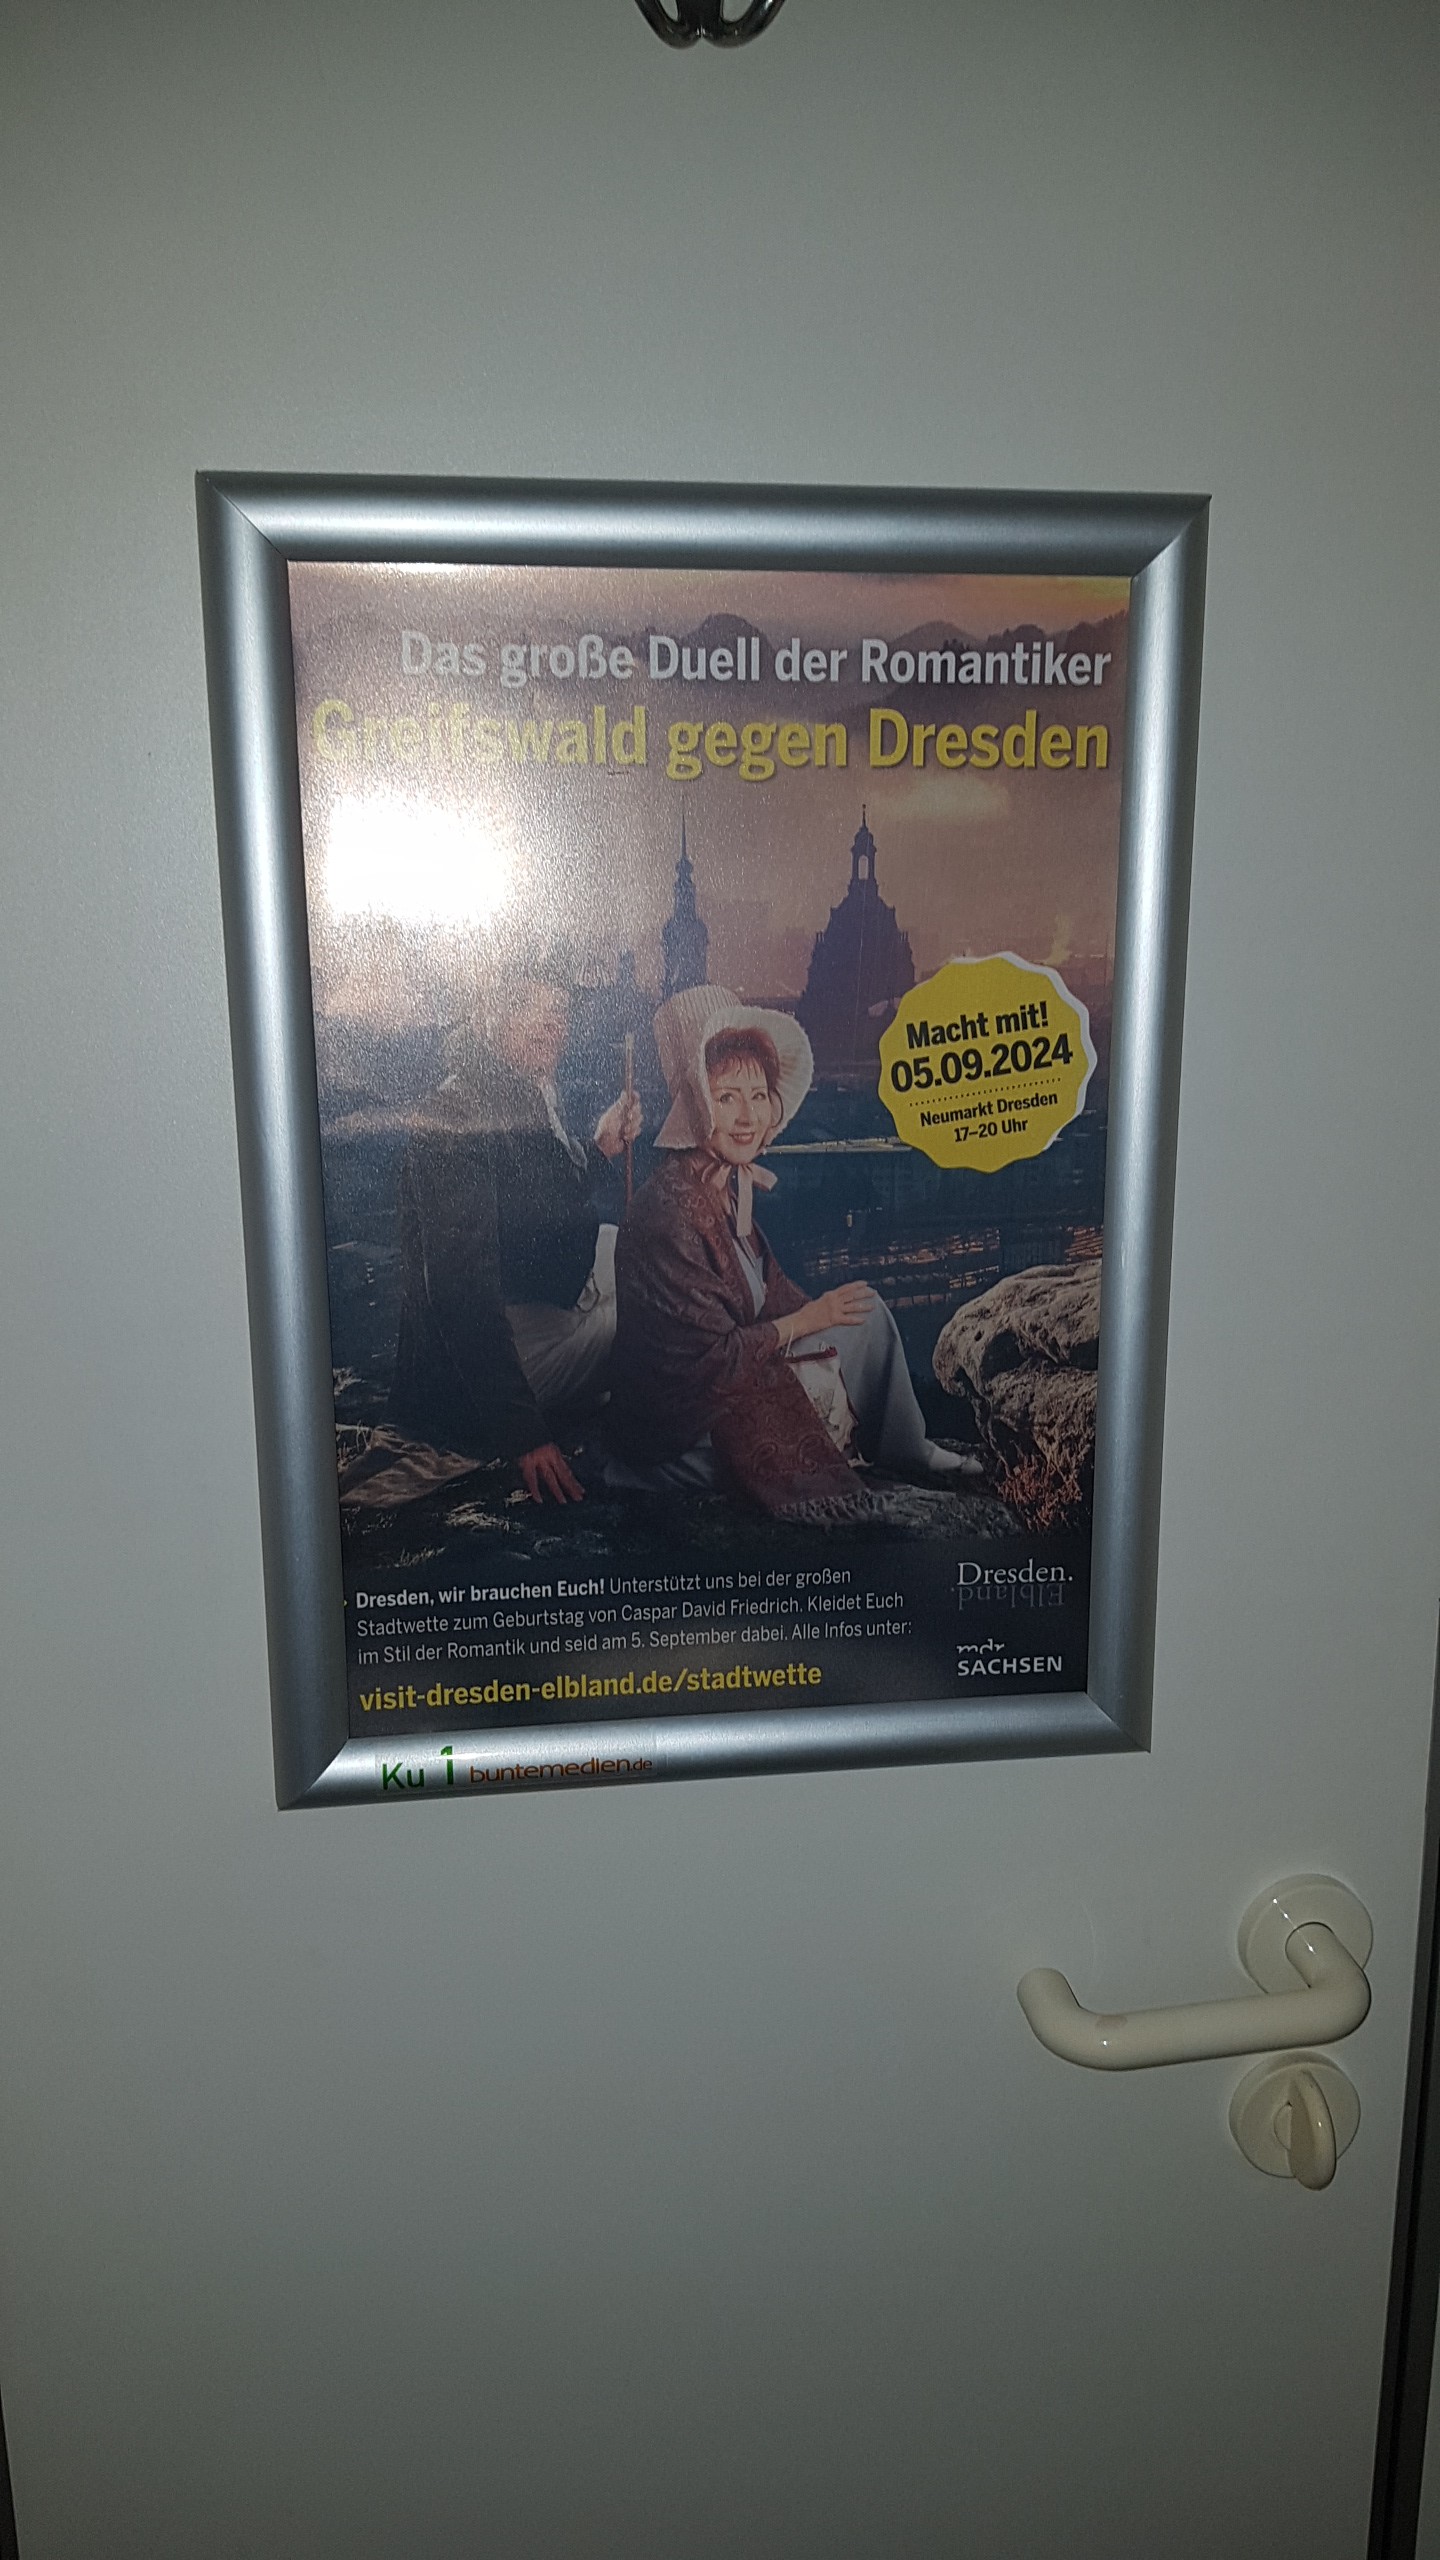 Das große Duell der Romantiker
Greifswald gegen Dresden
Macht mit!
05.09.2024
Neumarkt Dresden
17–20 Uhr
Dresden, wir brauchen Euch! Unterstützt uns bei der großen
Stadtwette zum Geburtstag von Caspar David Friedrich. Kleidet Euch
im Stil der Romantik und seid am 5. September dabei. Alle Infos unter:
visit-dresden-elbland.de/stadtwette
Dresden.
Elbland.
mdr
SACHSEN
Ku 1 buntemedien.de